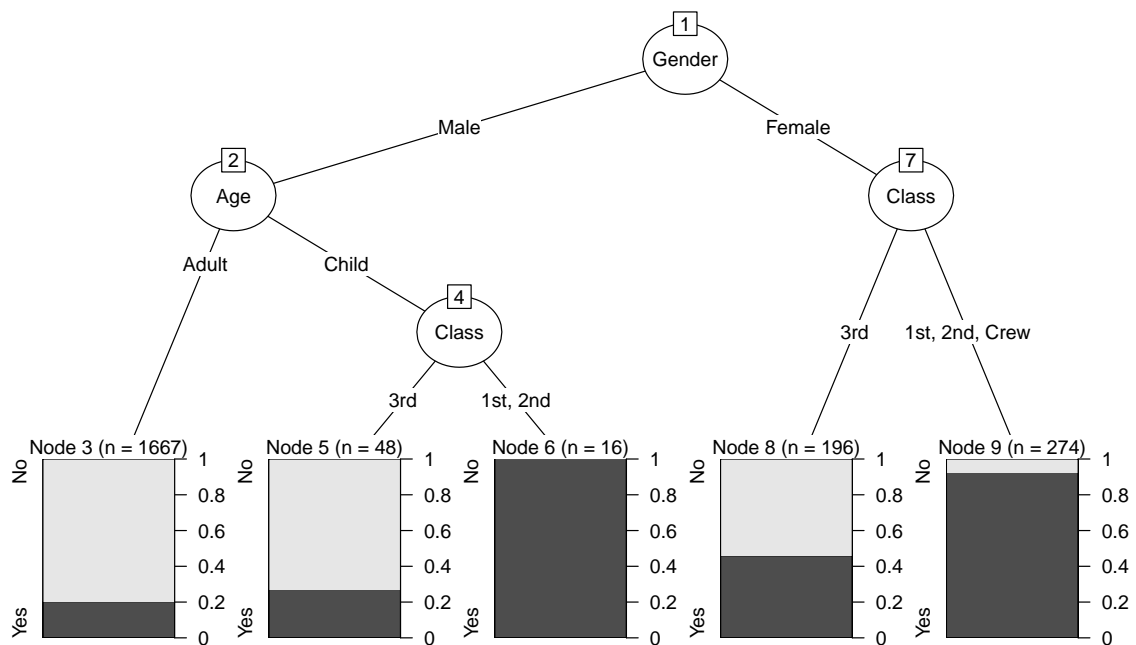 1
Gender
Male
Female
2
Age
7
Class
Adult
Child
4
Class
3rd
1st, 2nd, Crew
3rd
1st, 2nd
Node 3 (n = 1667)
No
Yes
1
0.8
0.6
0.4
0.2
0
Node 5 (n = 48)
No
Yes
1
0.8
0.6
0.4
0.2
0
Node 6 (n = 16)
No
Yes
1
0.8
0.6
0.4
0.2
0
Node 8 (n = 196)
No
Yes
1
0.8
0.6
0.4
0.2
0
Node 9 (n = 274)
No
Yes
1
0.8
0.6
0.4
0.2
0